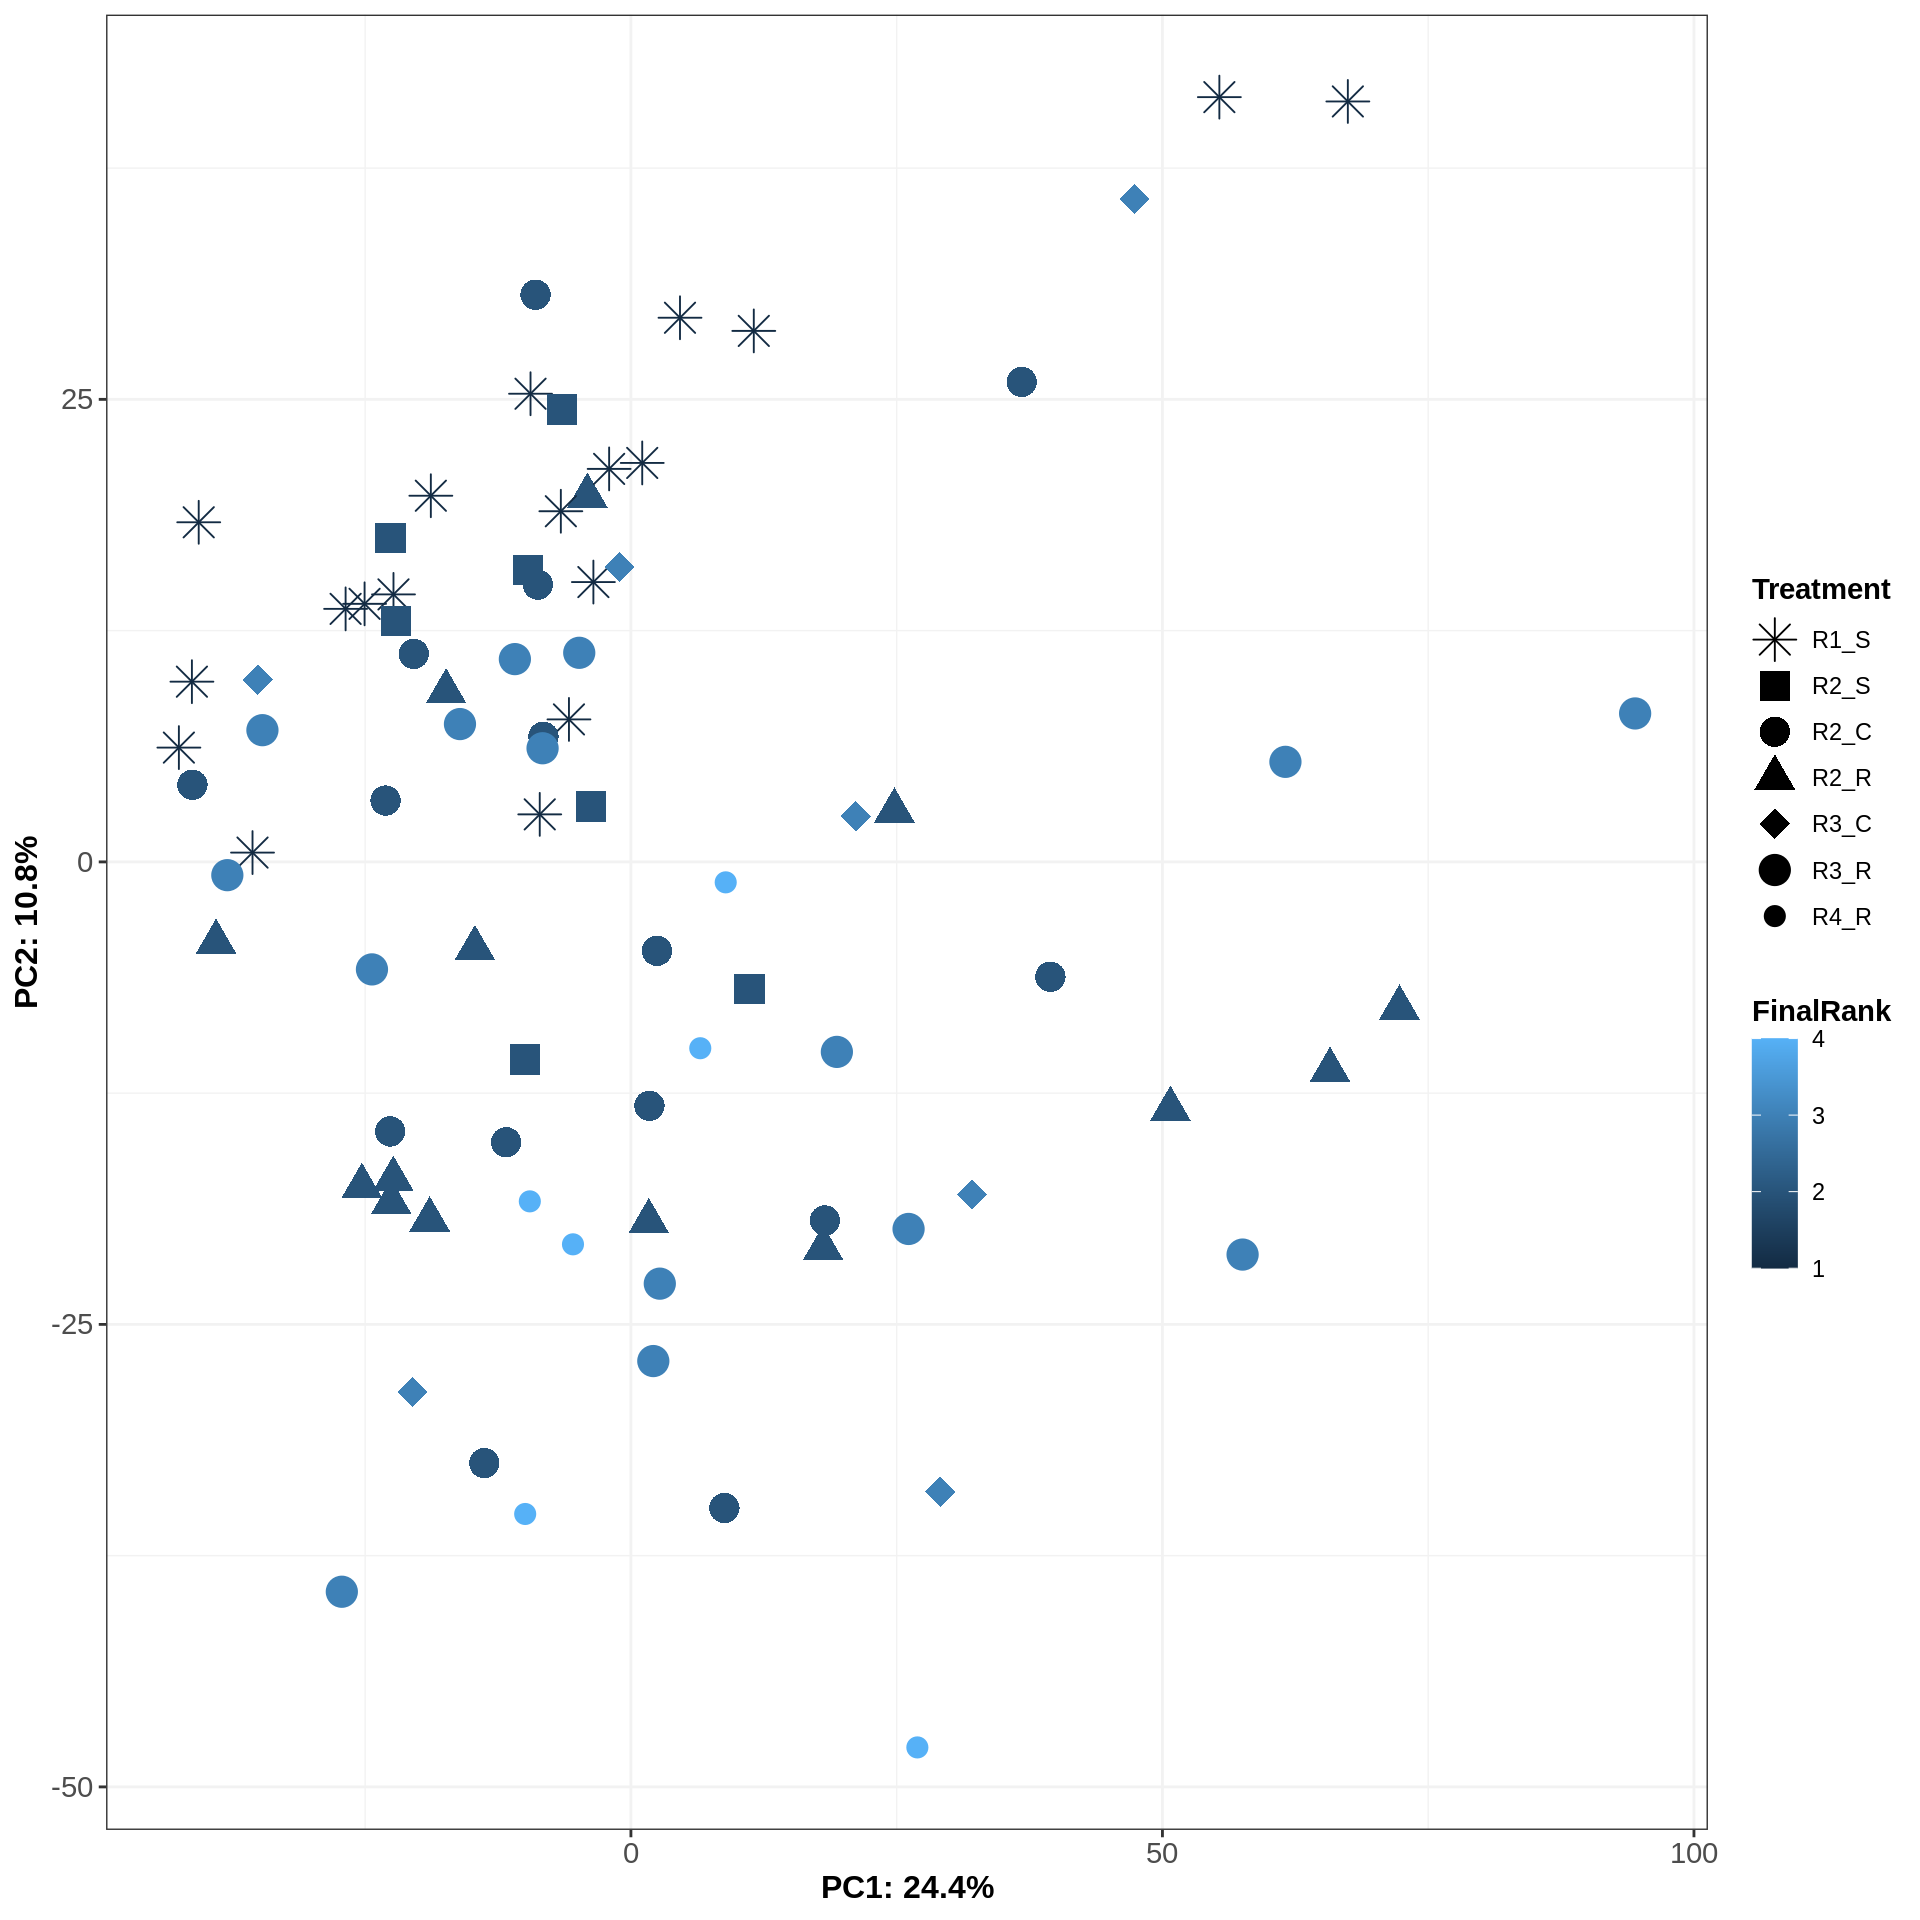 25
0
-25
-50
0
50
100
PC1: 24.4%
PC2: 10.8%
Treatment
R1_S
R2_S
R2_C
R2_R
R3_C
R3_R
R4_R
FinalRank
4
3
2
1